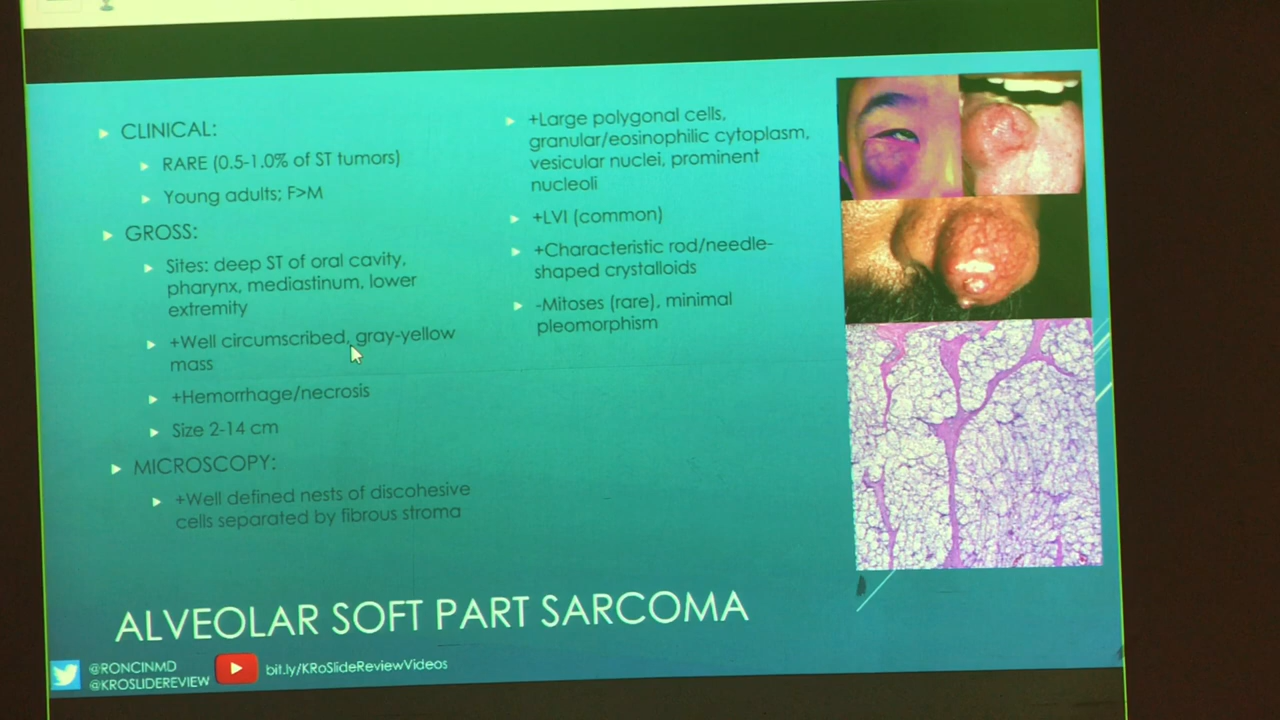 CLINICAL:
RARE (0.5-1.0% of ST tumors)
Young adults; F>M
GROSS:
Sites: deep ST of oral cavity,
pharynx, mediastinum, lower
extremity
+Well circumscribed, gray-yellow
mass
+Hemorrhage/necrosis
Size 2-14 cm
MICROSCOPY:
+Well defined nests of discohesive
cells separated by fibrous stroma
+Large polygonal cells,
granular/eosinophilic cytoplasm,
vesicular nuclei, prominent
nucleoli
+LVI (common)
+Characteristic rod/needle-
shaped crystalloids
-Mitoses (rare), minimal
pleomorphism
ALVEOLAR SOFT PART SARCOMA
@RONCINMD
@KROSLIDEREVIEW
bit.ly/KRoSlideReviewVideos